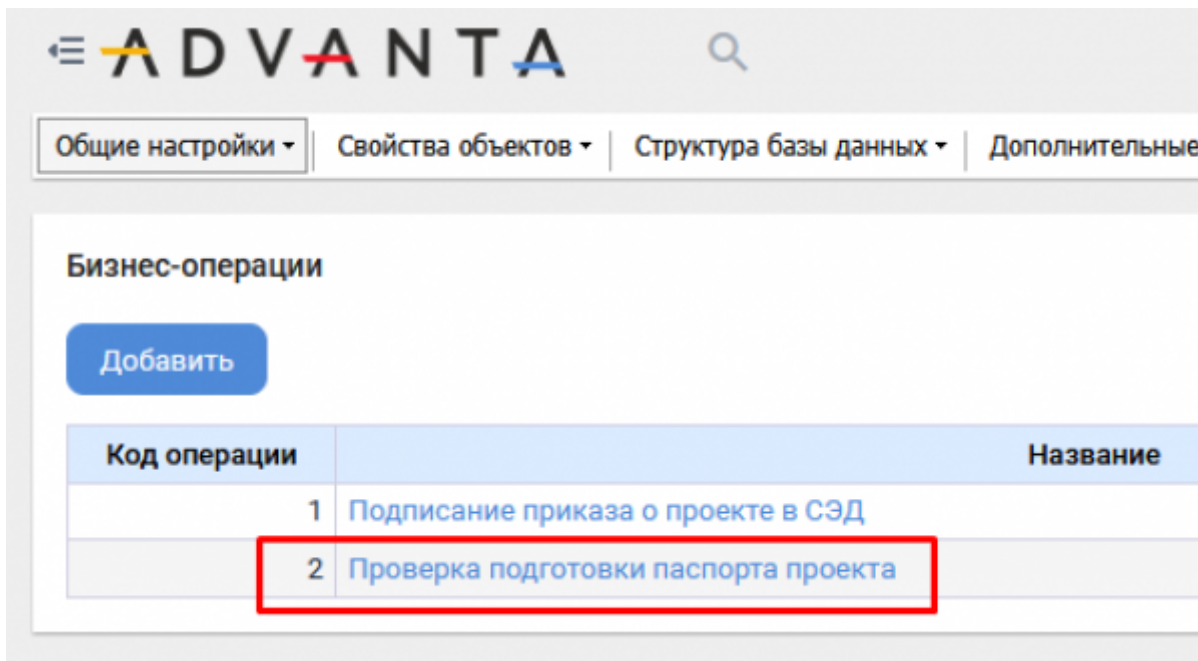 ADVANTA
Общие настройки Свойства объектов Структура базы данных Дополнительные
Бизнес-операции
Добавить
Код операции Название
1 Подписание приказа о проекте в СЭД
2 Проверка подготовки паспорта проекта